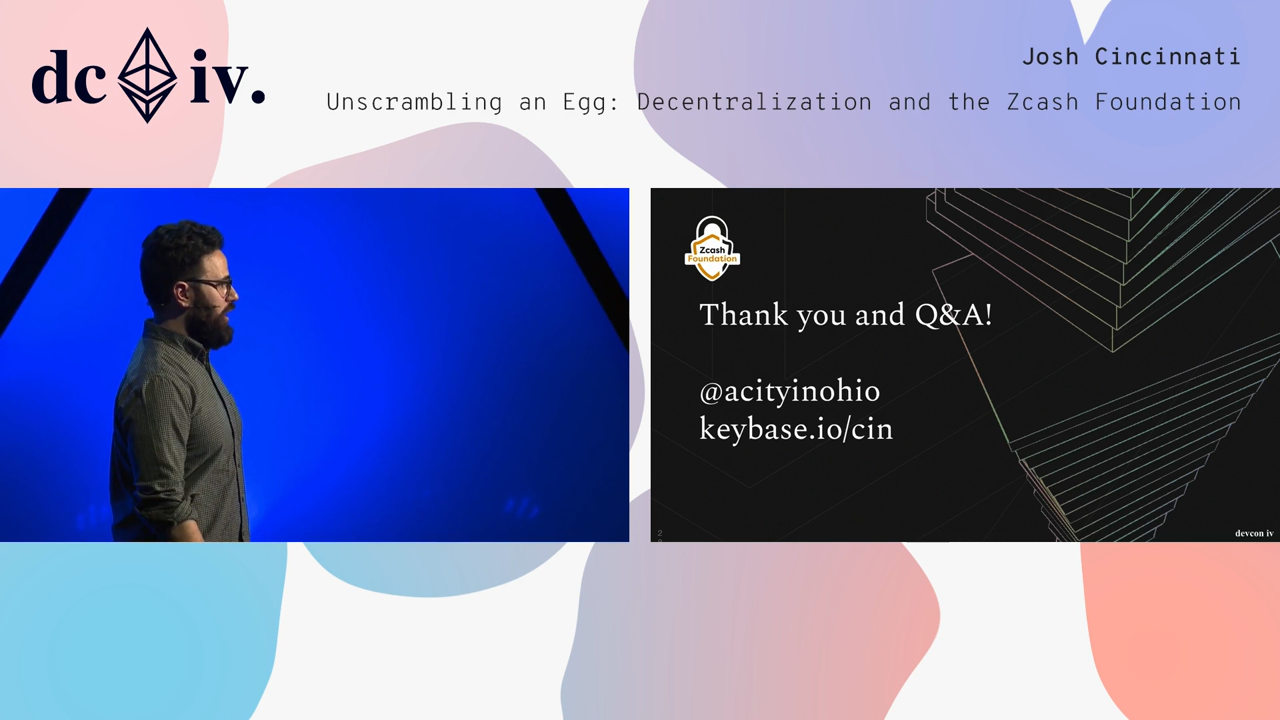 dc iv.
Josh Cincinnati
Unscrambling an Egg: Decentralization and the Zcash Foundation
Zcash
Foundation
Thank you and Q&A!
@acityinohio
keybase.io/cin
devcon iv